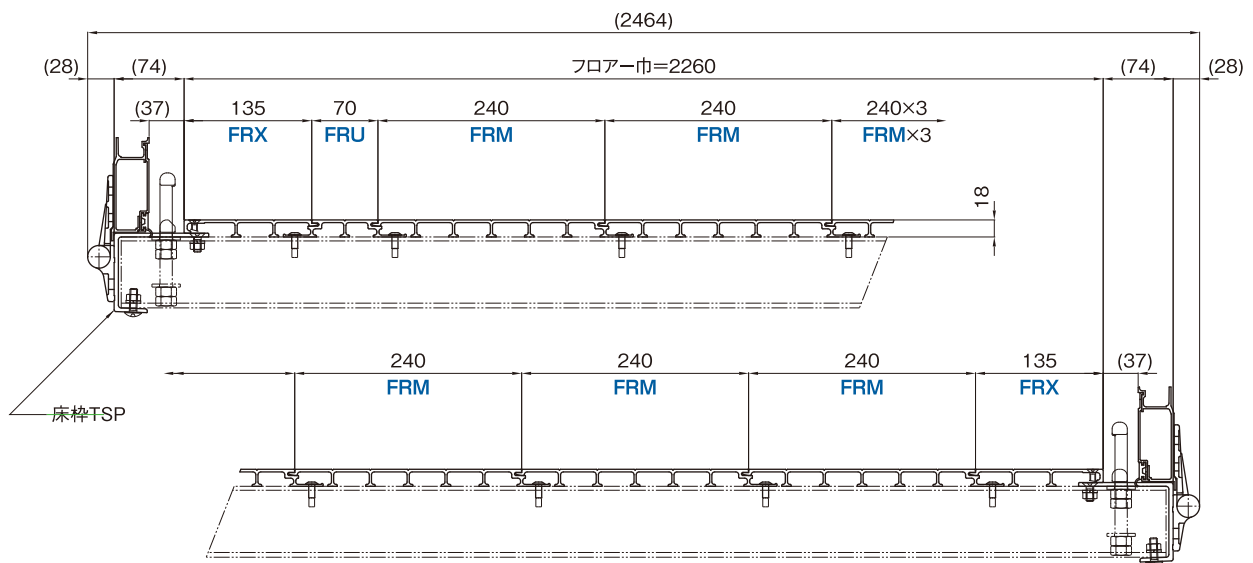 (2464)
(28) (74) フロアー巾=2260 (74) (28)
(37) 135 70 240 240 240×3
FRX FRU FRM FRM FRM×3
18
240 240 240 135 (37)
FRM FRM FRM FRX
床枠TSP